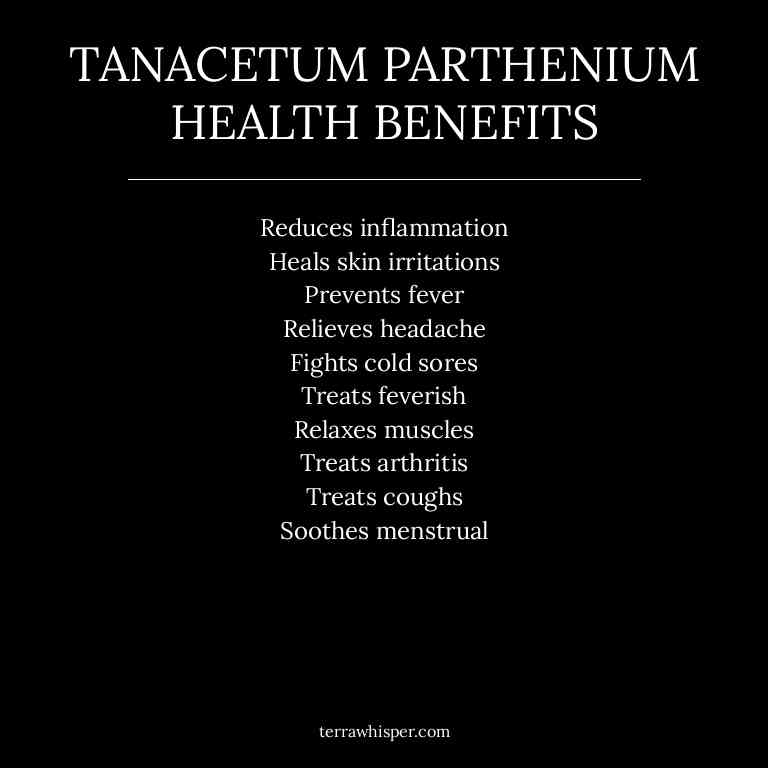 TANACETUM PARTHENIUM
HEALTH BENEFITS
Reduces inflammation
Heals skin irritations
Prevents fever
Relieves headache
Fights cold sores
Treats feverish
Relaxes muscles
Treats arthritis
Treats coughs
Soothes menstrual
terrawhisper.com